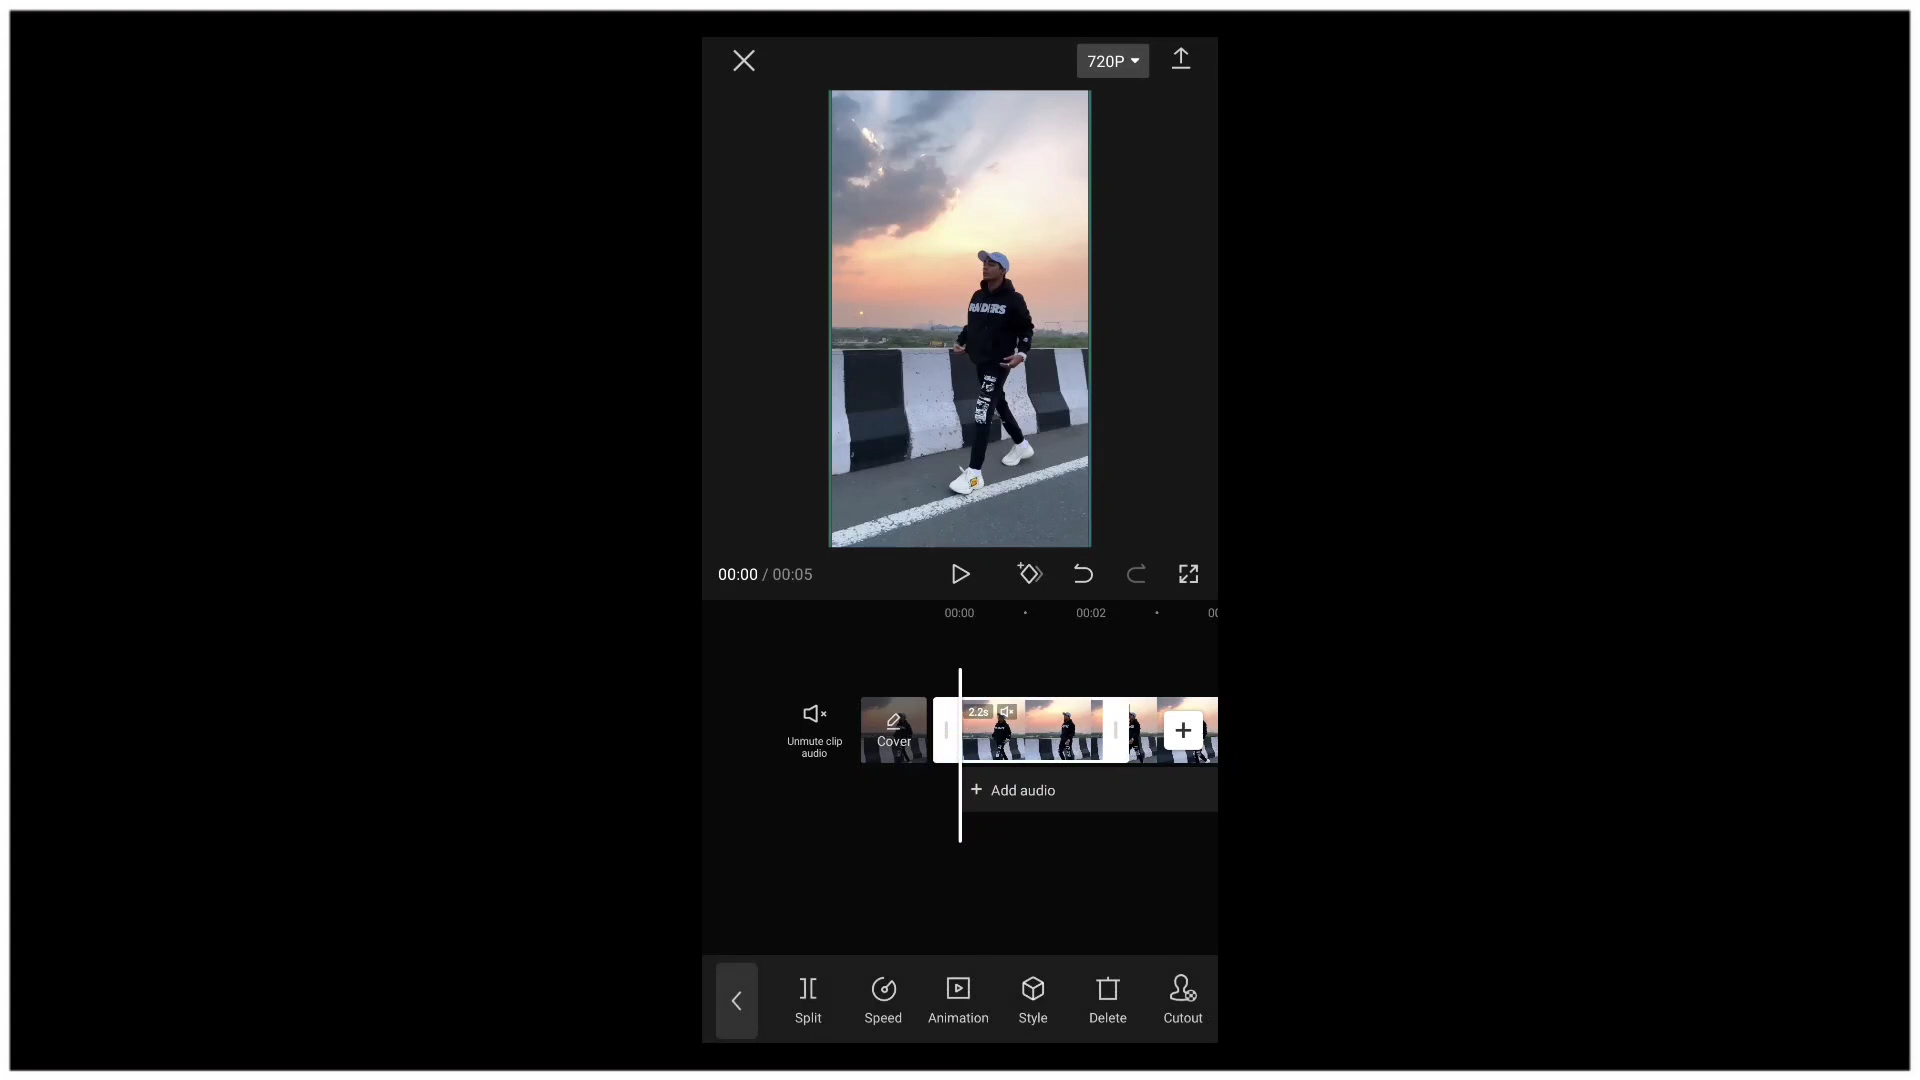 720P
RAIDERS
00:00 / 00:05
00:00
00:02
2.2s
Unmute clip
audio
Cover
+ Add audio
Split
Speed
Animation
Style
Delete
Cutout